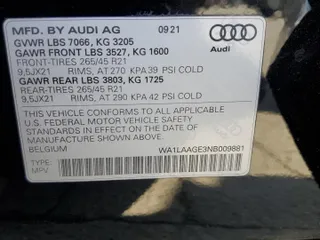 MFD. BY AUDI AG 09 21
GVWR LBS 7066, KG 3205
GAWR FRONT LBS 3527, KG 1600
FRONT-TIRES 265/45 R21
9,5JX21 RIMS, AT 270 KPA 39 PSI COLD
GAWR REAR LBS 3803, KG 1725
REAR-TIRES 265/45 R21
9,5JX21 RIMS, AT 290 KPA 42 PSI COLD
Audi
THIS VEHICLE CONFORMS TO ALL APPLICABLE
U.S. FEDERAL MOTOR VEHICLE SAFETY
STANDARDS IN EFFECT ON THE DATE OF
MANUFACTURE SHOWN ABOVE.
BELGIUM WA1LAAGE3NB009881
TYPE:
MPV